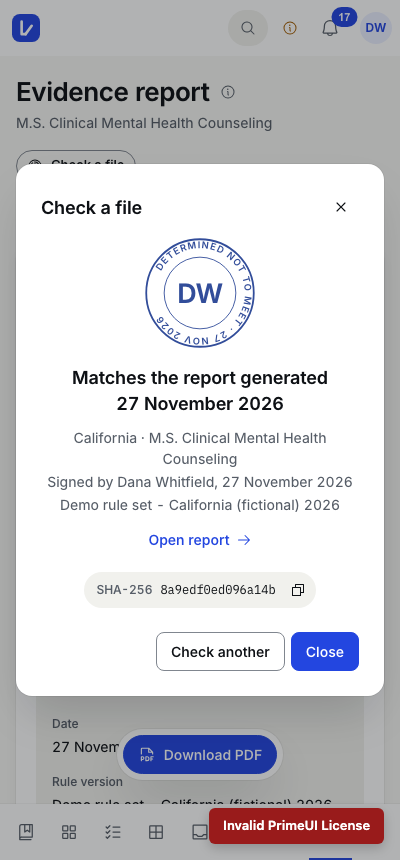 17
DW
Evidence report
M.S. Clinical Mental Health Counseling
Check a file
Check a file
DETERMINED NOT TO MEET · 27 NOV 2026
DW
Matches the report generated
27 November 2026
California · M.S. Clinical Mental Health
Counseling
Signed by Dana Whitfield, 27 November 2026
Demo rule set - California (fictional) 2026
Open report
SHA-256 8a9edf0ed096a14b
Check another
Close
Date
27 Novem
PDF
Download PDF
Rule version
Demo rule set - California (fictional) 2026
Invalid PrimeUI License